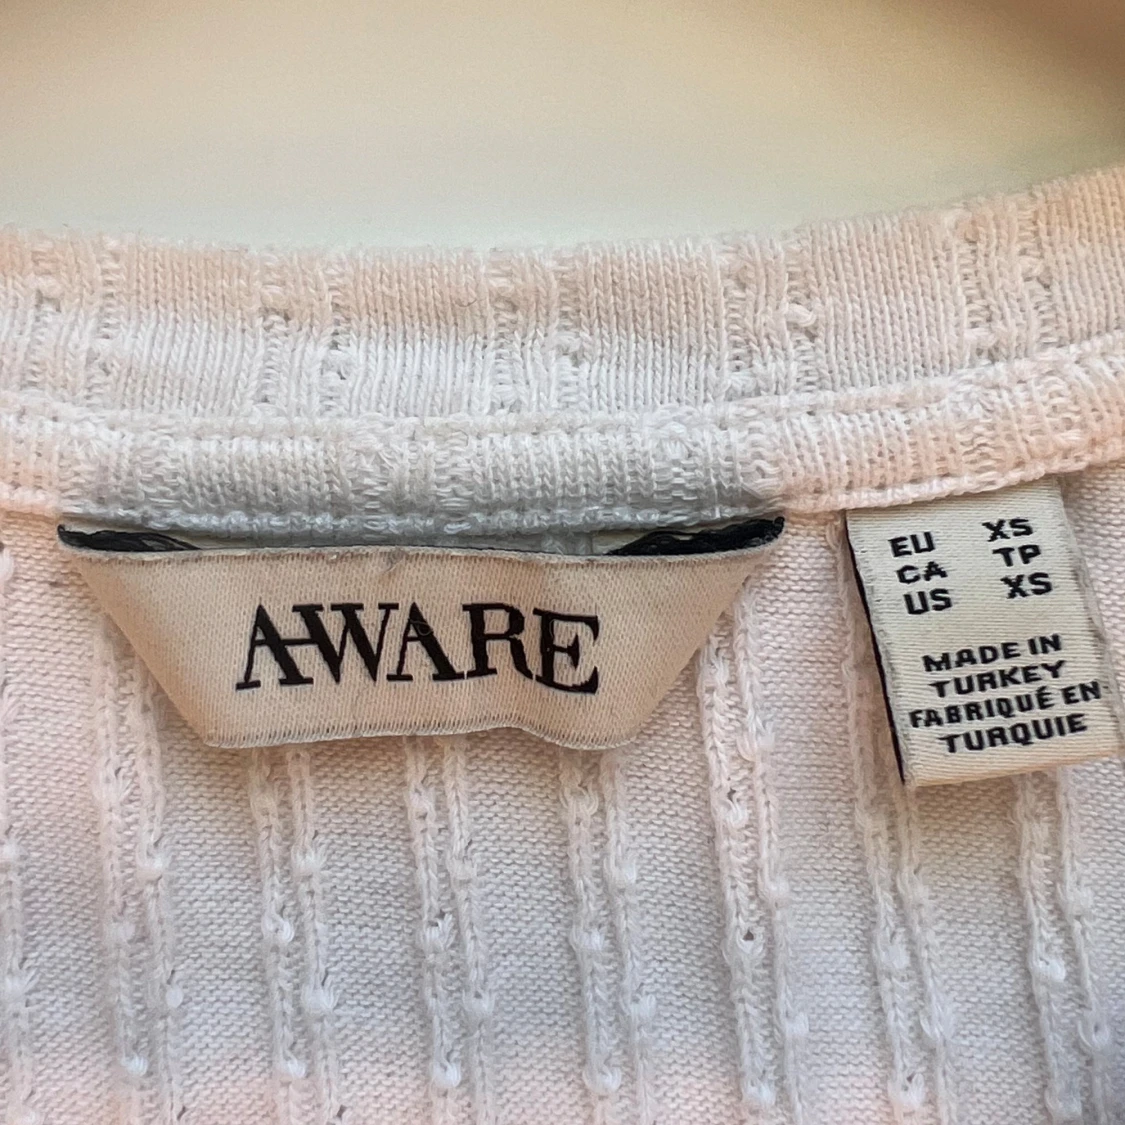 AWARE
EU XS
CA TP
US XS
MADE IN
TURKEY
FABRIQUÉ EN
TURQUIE